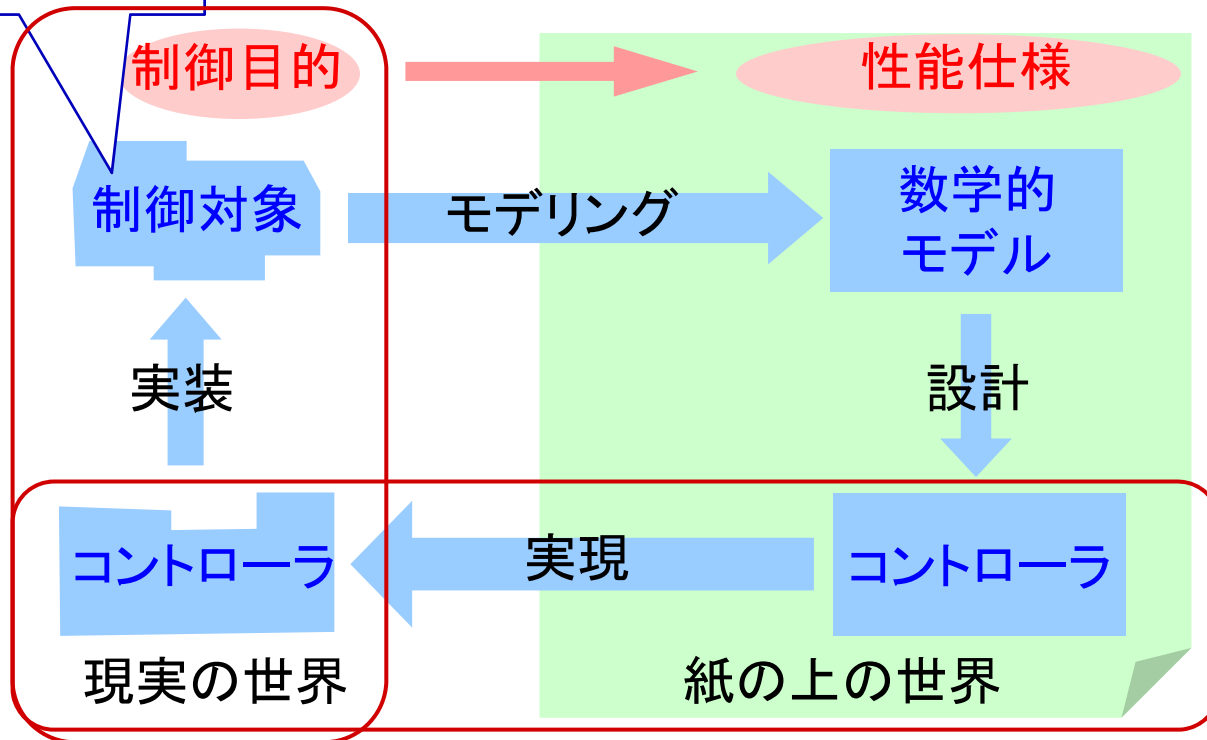 制御目的
性能仕様
制御対象
モデリング
数学的
モデル
実装
設計
コントローラ
実現
コントローラ
現実の世界
紙の上の世界